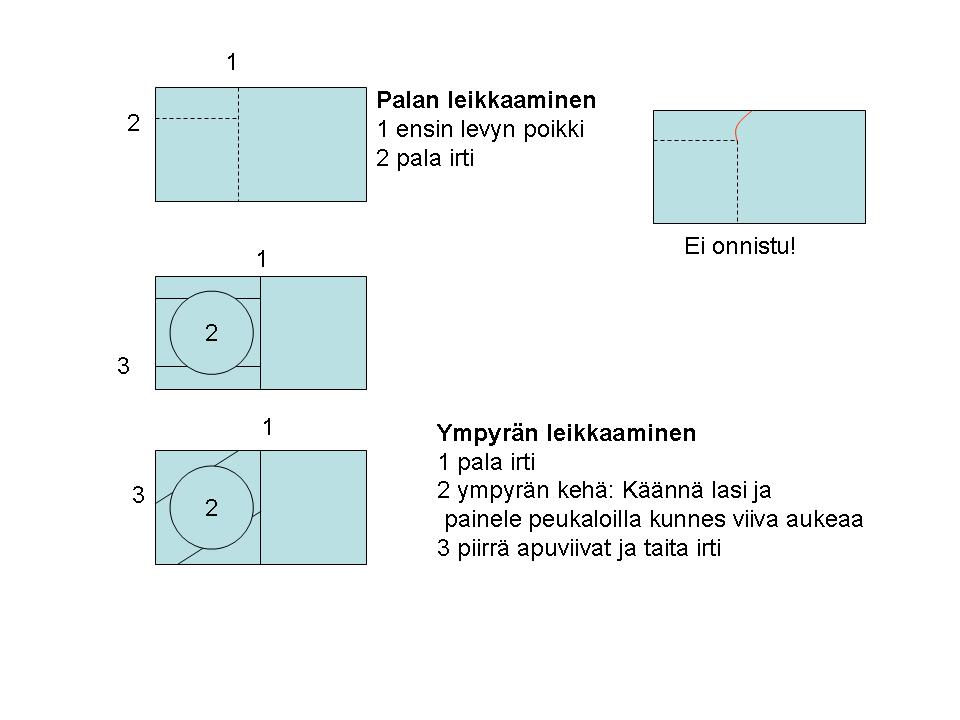 1
2
Palan leikkaaminen
1 ensin levyn poikki
2 pala irti
Ei onnistu!
1
2
3
1
3
2
Ympyrän leikkaaminen
1 pala irti
2 ympyrän kehä: Käännä lasi ja
painele peukaloilla kunnes viiva aukeaa
3 piirrä apuviivat ja taita irti